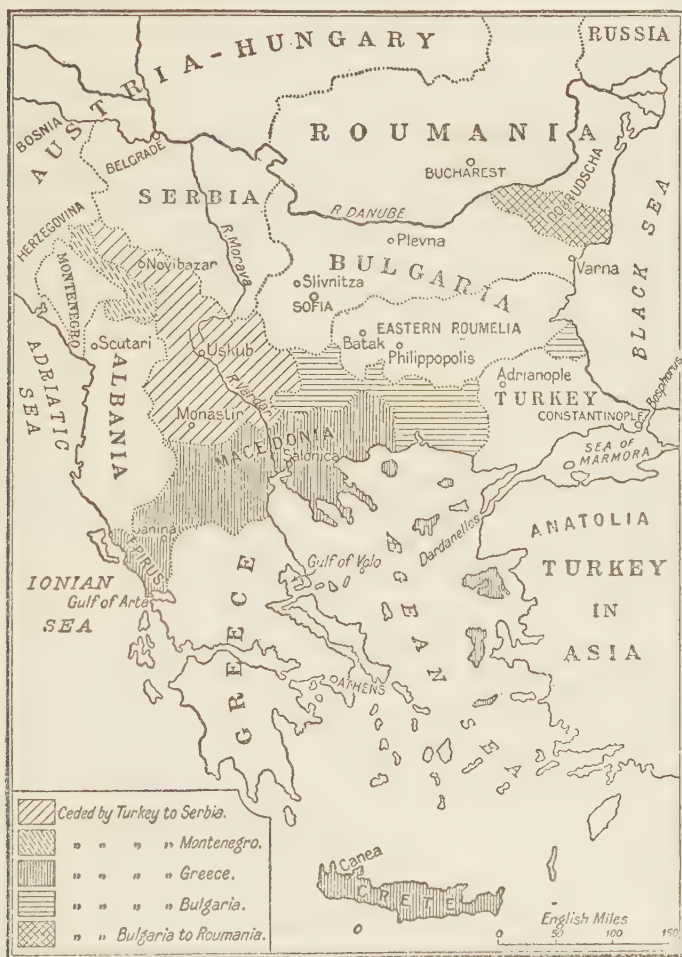 AUSTRIA-HUNGARY
RUSSIA
BOSNIA
ROUMANIA
BELGRADE
BUCHAREST
SERBIA
DOBRUDSCHA
R. DANUBE
HERZEGOVINA
R. Morava
Plevna
BLACK SEA
Novibazar
BULGARIA
Varna
MONTENEGRO
Slivnitza
SOFIA
Scutari
Uskub
Batak
EASTERN ROUMELIA
Philippopolis
ADRIATIC
SEA
ALBANIA
R. Vardar
Adrianople
TURKEY
Bosphorus
CONSTANTINOPLE
Monastir
MACEDONIA
Salonica
SEA OF
MARMORA
Janina
EPIRUS
Dardanelles
ANATOLIA
IONIAN
SEA
Gulf of Arta
Gulf of Volo
ÆGEAN SEA
TURKEY
IN
ASIA
GREECE
ATHENS
Ceded by Turkey to Serbia.
" " " " Montenegro.
" " " " Greece.
" " " " Bulgaria.
" " Bulgaria to Roumania.
Canea
CRETE
English Miles
0 50 100 150